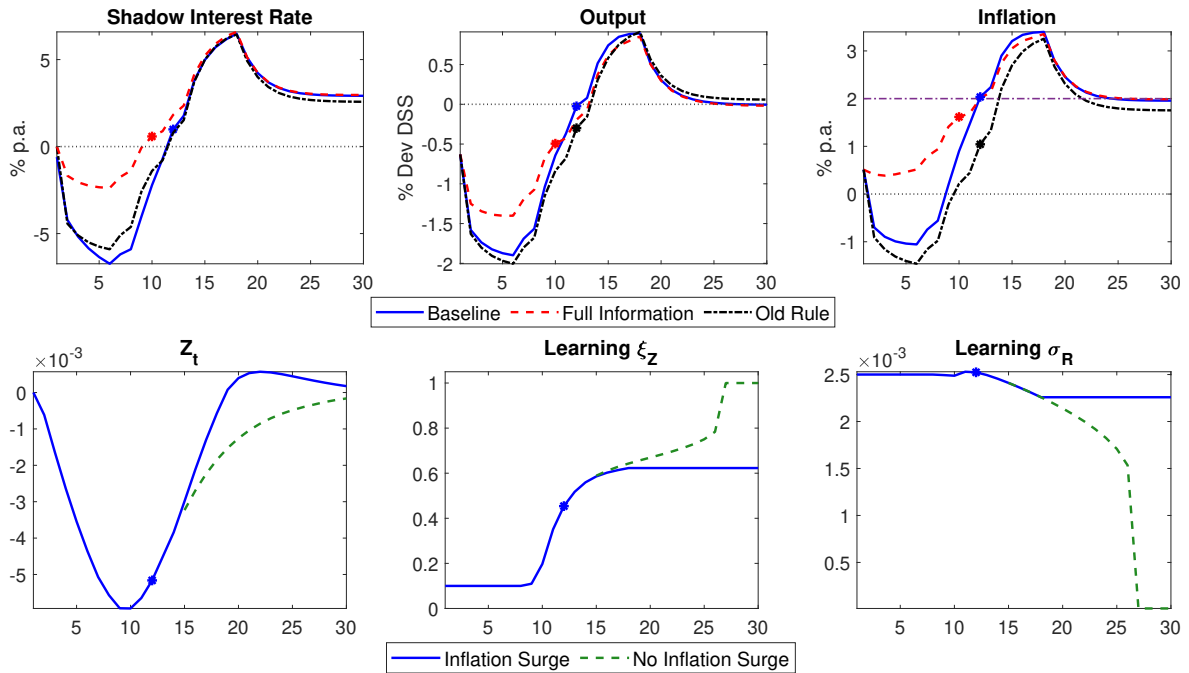 Shadow Interest Rate
% p.a.
5
0
-5
5 10 15 20 25 30
Output
% Dev DSS
0.5
0
-0.5
-1
-1.5
-2
5 10 15 20 25 30
Inflation
% p.a.
3
2
1
0
-1
5 10 15 20 25 30
Baseline Full Information Old Rule
Z_t
×10^-3
0
-1
-2
-3
-4
-5
5 10 15 20 25 30
Learning ξ_Z
1
0.8
0.6
0.4
0.2
0
5 10 15 20 25 30
Learning σ_R
×10^-3
2.5
2
1.5
1
0.5
5 10 15 20 25 30
Inflation Surge No Inflation Surge